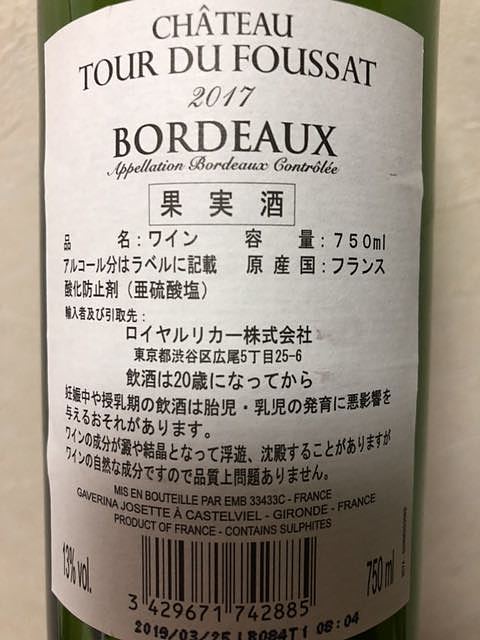 CHÂTEAU
TOUR DU FOUSSAT
2017
BORDEAUX
Appellation Bordeaux Contrôlée
果実酒
品名:ワイン 容量:750ml
アルコール分はラベルに記載 原産国:フランス
酸化防止剤(亜硫酸塩)
輸入者及び引取先:
ロイヤルリカー株式会社
東京都渋谷区広尾5丁目25-6
飲酒は20歳になってから
妊娠中や授乳期の飲酒は胎児・乳児の発育に悪影響を
与えるおそれがあります。
ワインの成分が澱や結晶となって浮遊、沈殿することがありますが
ワインの自然な成分ですので品質上問題ありません。
MIS EN BOUTEILLE PAR EMB 33433C - FRANCE
GAVERINA JOSETTE À CASTELVIEL - GIRONDE - FRANCE
PRODUCT OF FRANCE - CONTAINS SULPHITES
13% vol.
750 ml
3 429671 742885
2019/03/25 LR084T1 08:04